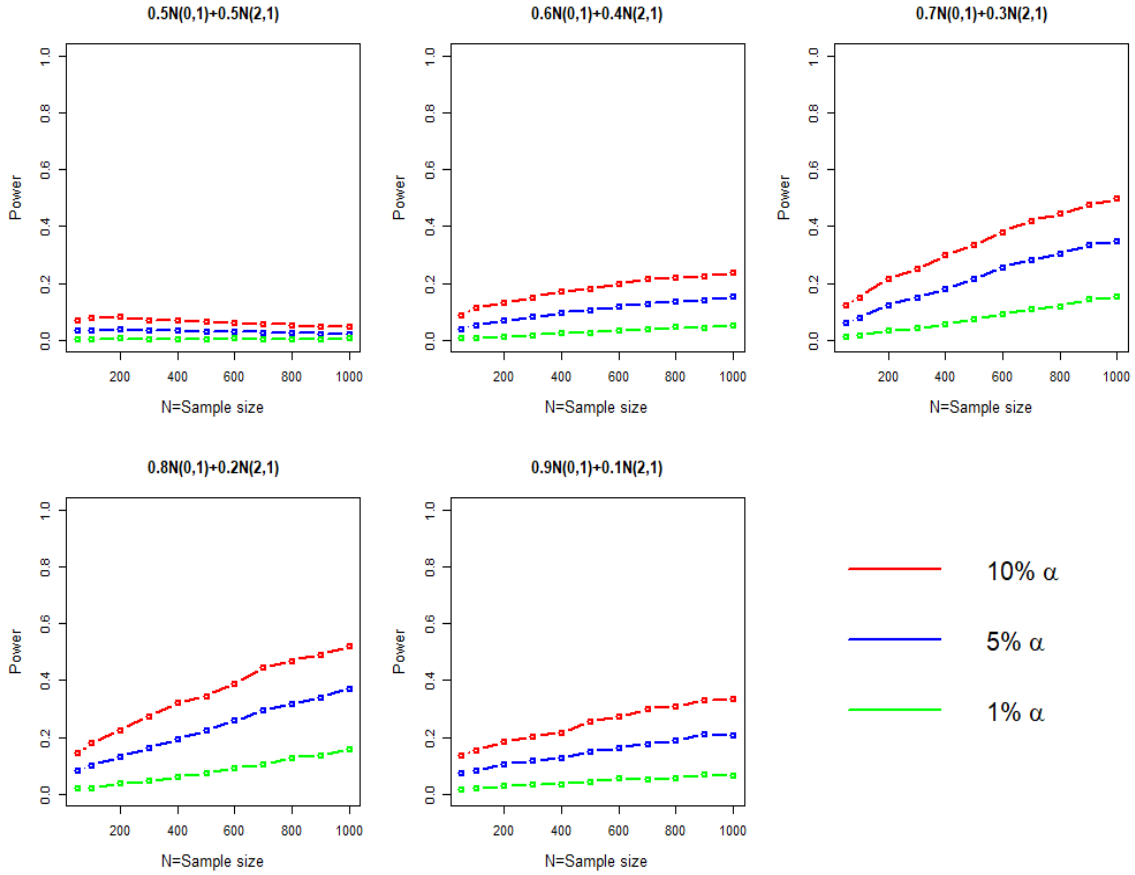 0.5N(0,1)+0.5N(2,1)
Power
0.0 0.2 0.4 0.6 0.8 1.0
200 400 600 800 1000
N=Sample size
0.6N(0,1)+0.4N(2,1)
Power
0.0 0.2 0.4 0.6 0.8 1.0
200 400 600 800 1000
N=Sample size
0.7N(0,1)+0.3N(2,1)
Power
0.0 0.2 0.4 0.6 0.8 1.0
200 400 600 800 1000
N=Sample size
0.8N(0,1)+0.2N(2,1)
Power
0.0 0.2 0.4 0.6 0.8 1.0
200 400 600 800 1000
N=Sample size
0.9N(0,1)+0.1N(2,1)
Power
0.0 0.2 0.4 0.6 0.8 1.0
200 400 600 800 1000
N=Sample size
10% α
5% α
1% α